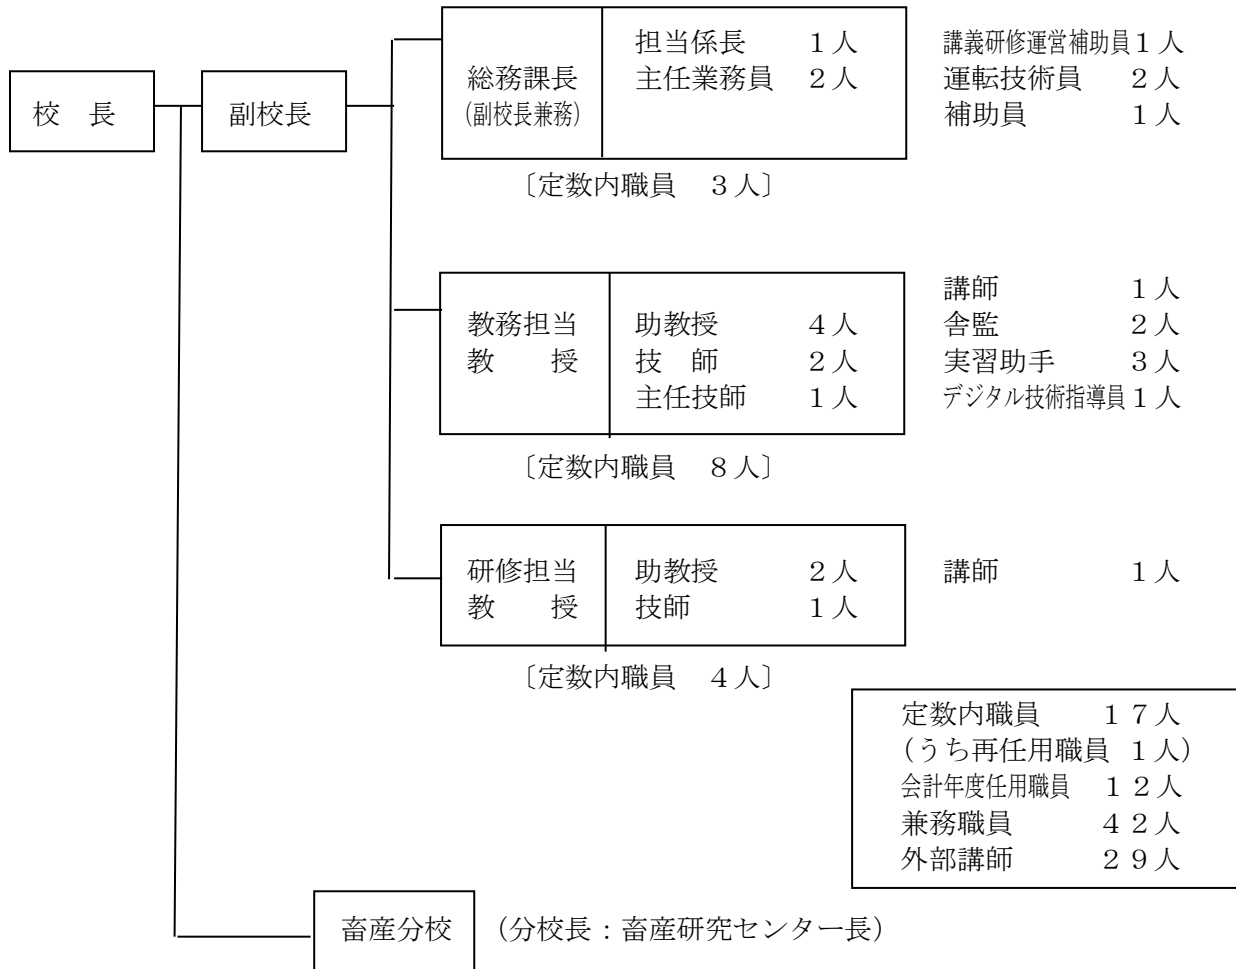 校　長
副校長
総務課長
(副校長兼務)
担当係長　１人
主任業務員　２人
講義研修運営補助員１人
運転技術員　２人
補助員　１人
〔定数内職員　３人〕
教務担当
教　授
助教授　４人
技　師　２人
主任技師　１人
講師　１人
舎監　２人
実習助手　３人
デジタル技術指導員１人
〔定数内職員　８人〕
研修担当
教　授
助教授　２人
技師　１人
講師　１人
〔定数内職員　４人〕
定数内職員　１７人
(うち再任用職員　１人)
会計年度任用職員　１２人
兼務職員　４２人
外部講師　２９人
畜産分校
(分校長：畜産研究センター長)